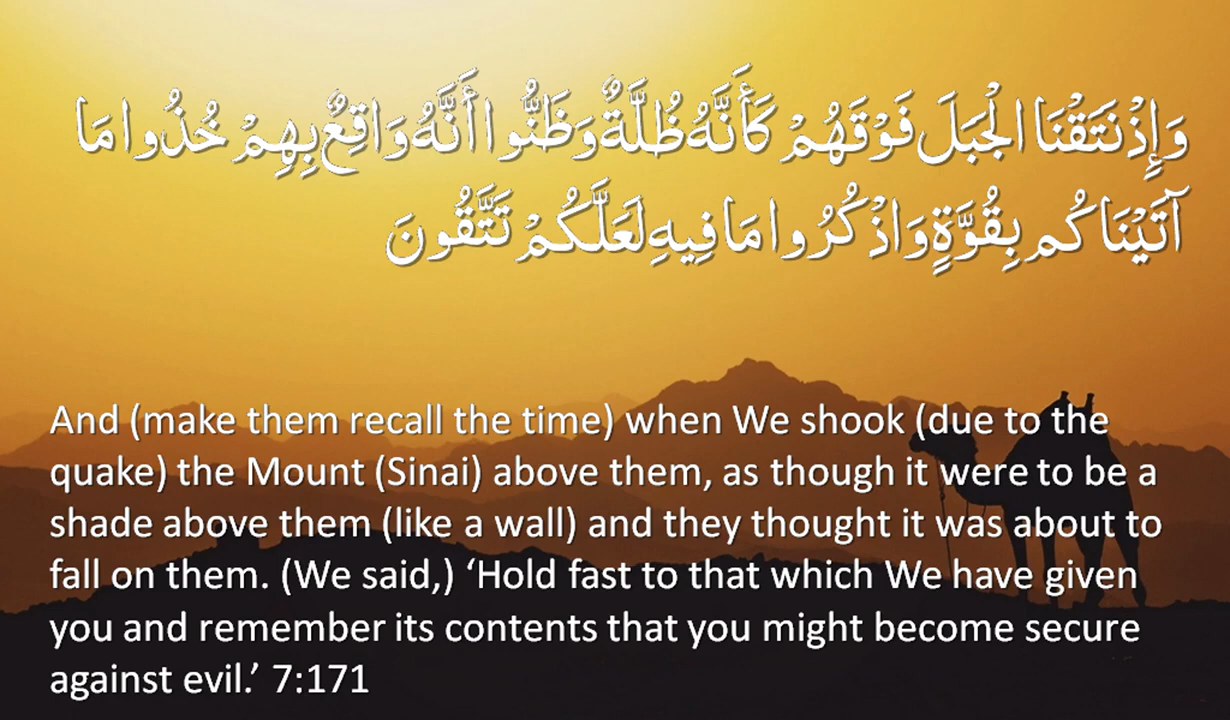 وَإِذْ نَتَقْنَا الْجَبَلَ فَوْقَهُمْ كَأَنَّهُ ظُلَّةٌ وَظَنُّوا أَنَّهُ وَاقِعٌ بِهِمْ خُذُوا مَا
آتَيْنَاكُم بِقُوَّةٍ وَاذْكُرُوا مَا فِيهِ لَعَلَّكُمْ تَتَّقُونَ
And (make them recall the time) when We shook (due to the
quake) the Mount (Sinai) above them, as though it were to be a
shade above them (like a wall) and they thought it was about to
fall on them. (We said,) ‘Hold fast to that which We have given
you and remember its contents that you might become secure
against evil.’ 7:171